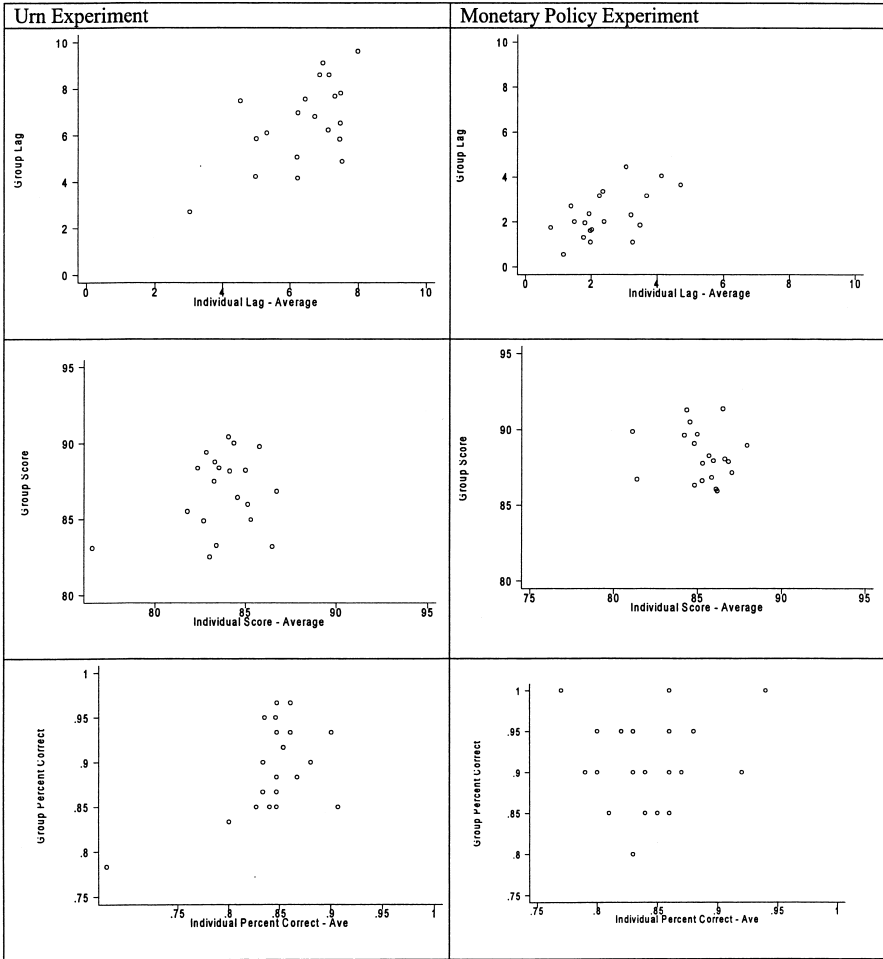 Urn Experiment
Monetary Policy Experiment
10
8
6
4
2
0
Group Lag
0 2 4 6 8 10
Individual Lag - Average
10
8
6
4
2
0
Group Lag
0 2 4 6 8 10
Individual Lag - Average
95
90
85
80
Group Score
80 85 90 95
Individual Score - Average
95
90
85
80
Group Score
75 80 85 90 95
Individual Score - Average
1
.95
.9
.85
.8
.75
Group Percent Correct
.75 .8 .85 .9 .95 1
Individual Percent Correct - Ave
1
.95
.9
.85
.8
.75
Group Percent Correct
.75 .8 .85 .9 .95 1
Individual Percent Correct - Ave